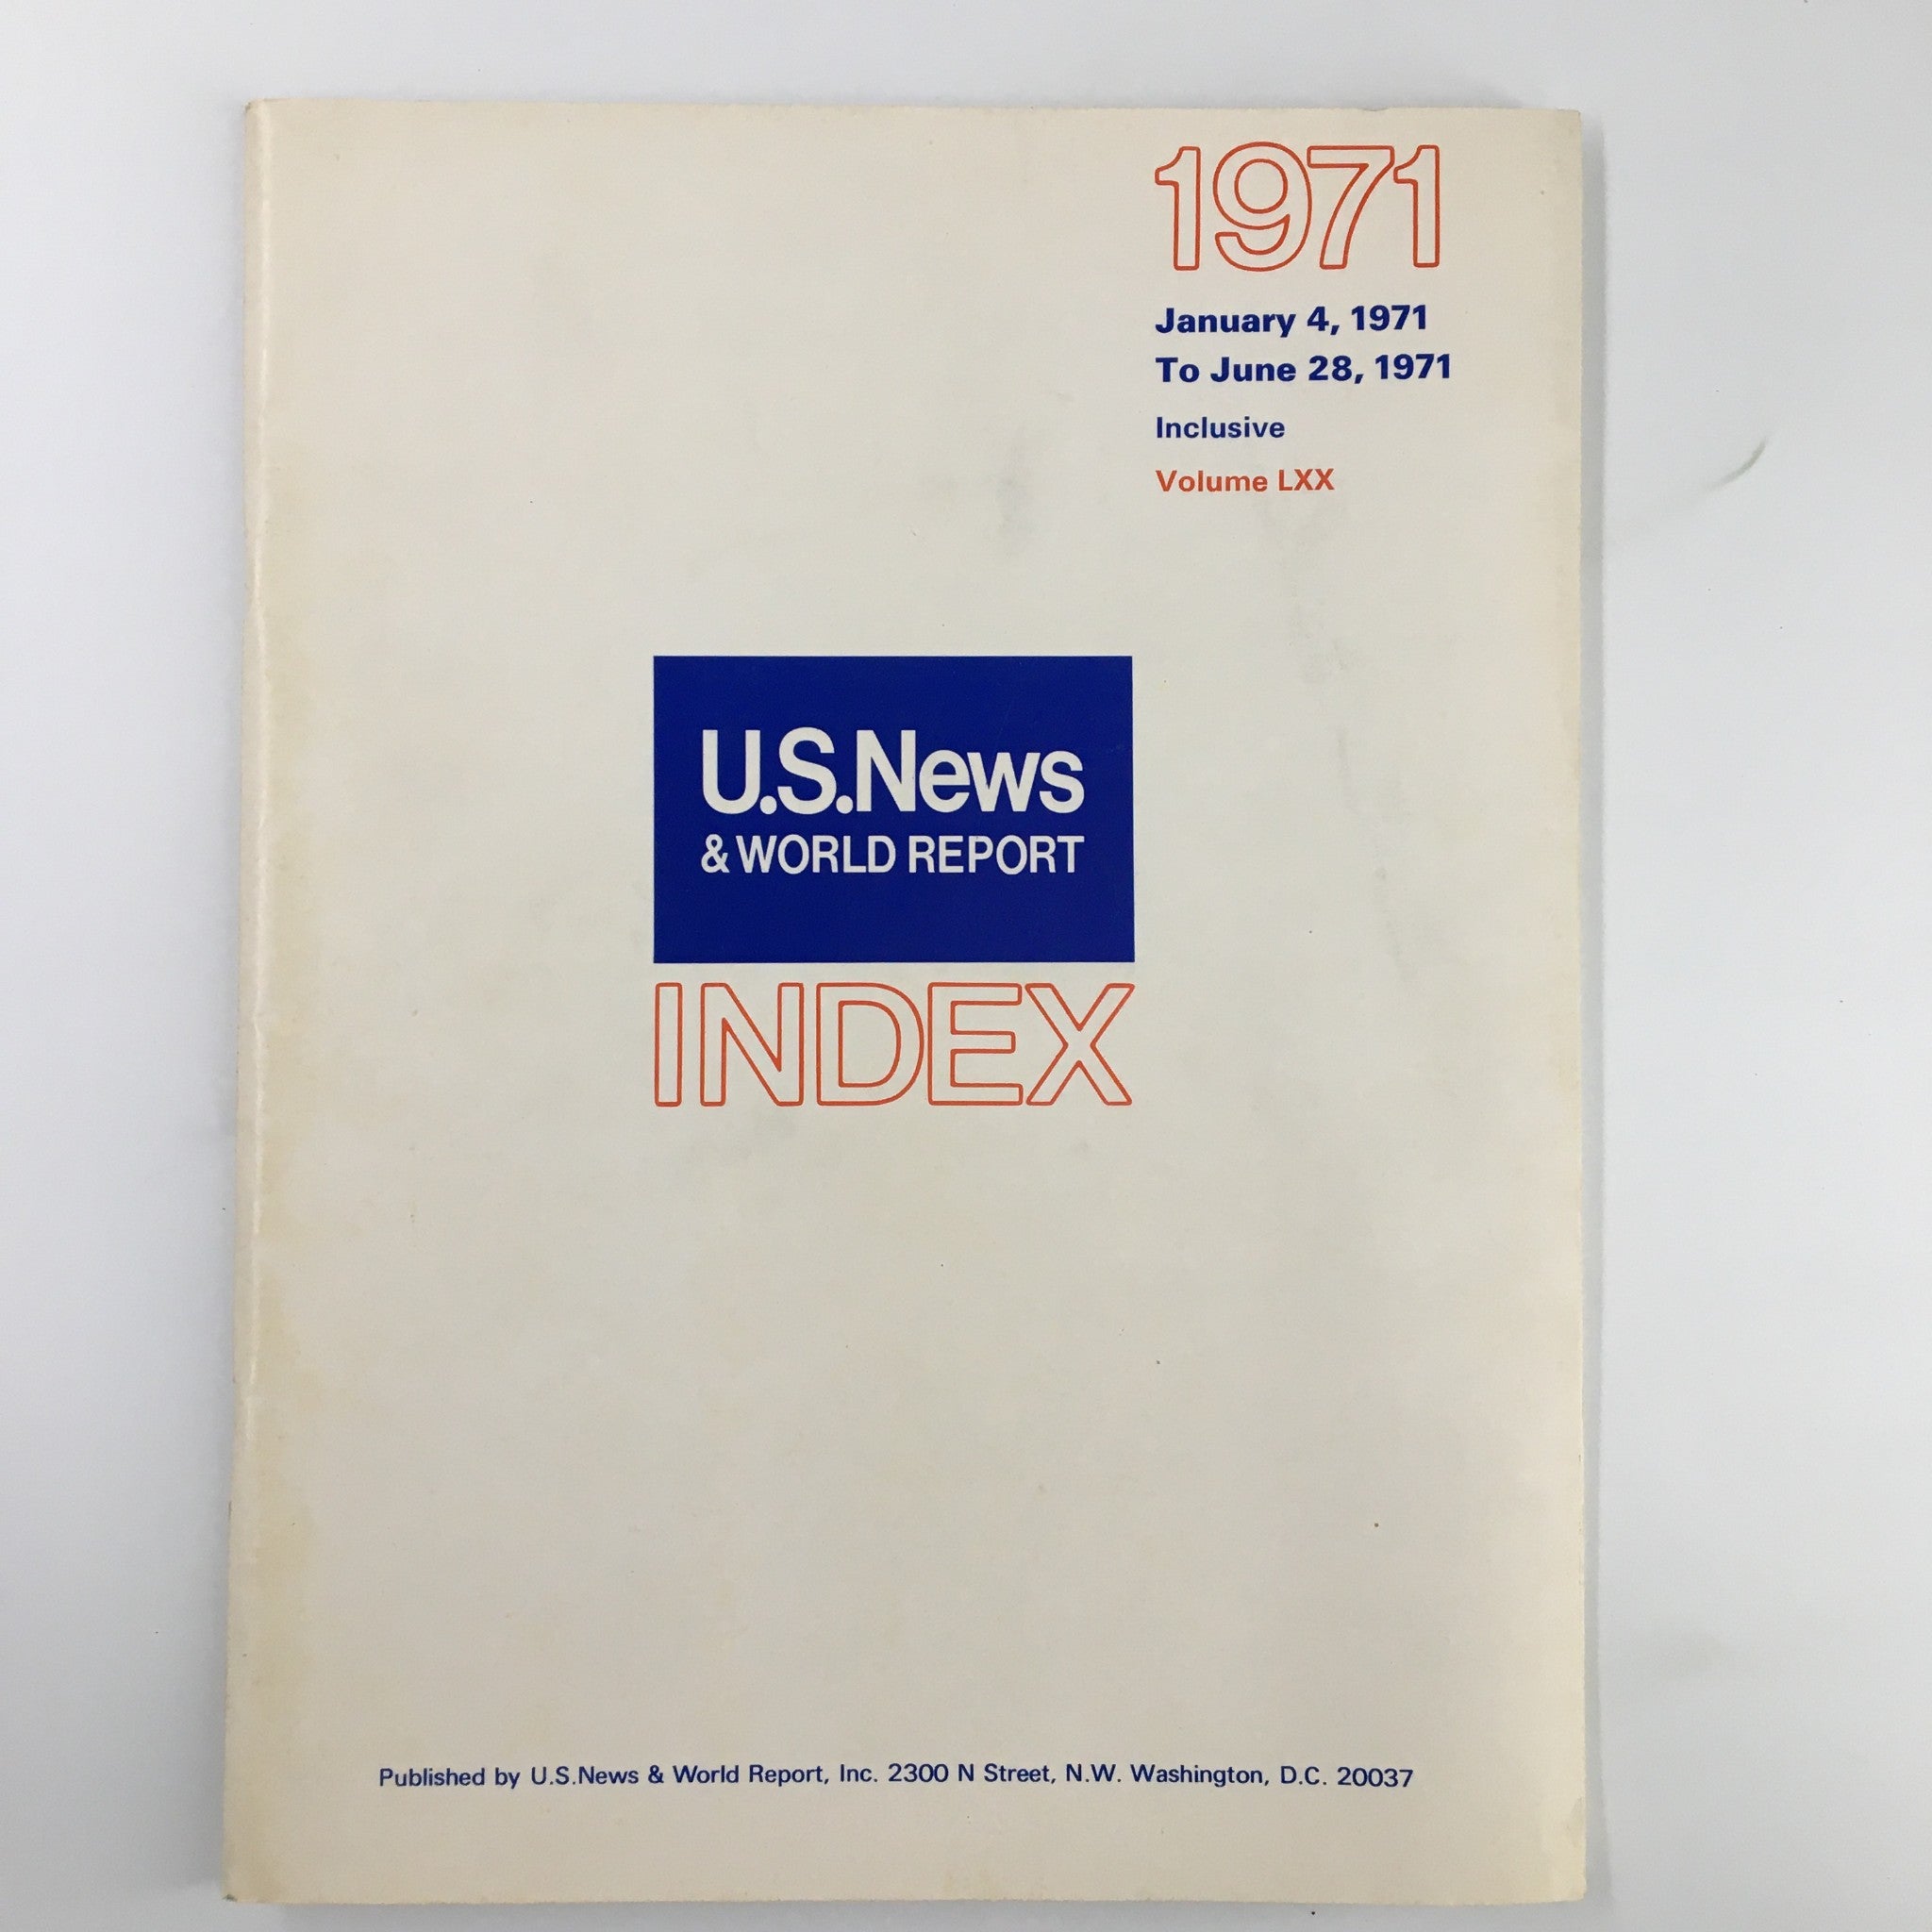 1971
January 4, 1971
To June 28, 1971
Inclusive
Volume LXX
U.S.News
& WORLD REPORT
INDEX
Published by U.S.News & World Report, Inc. 2300 N Street, N.W. Washington, D.C. 20037